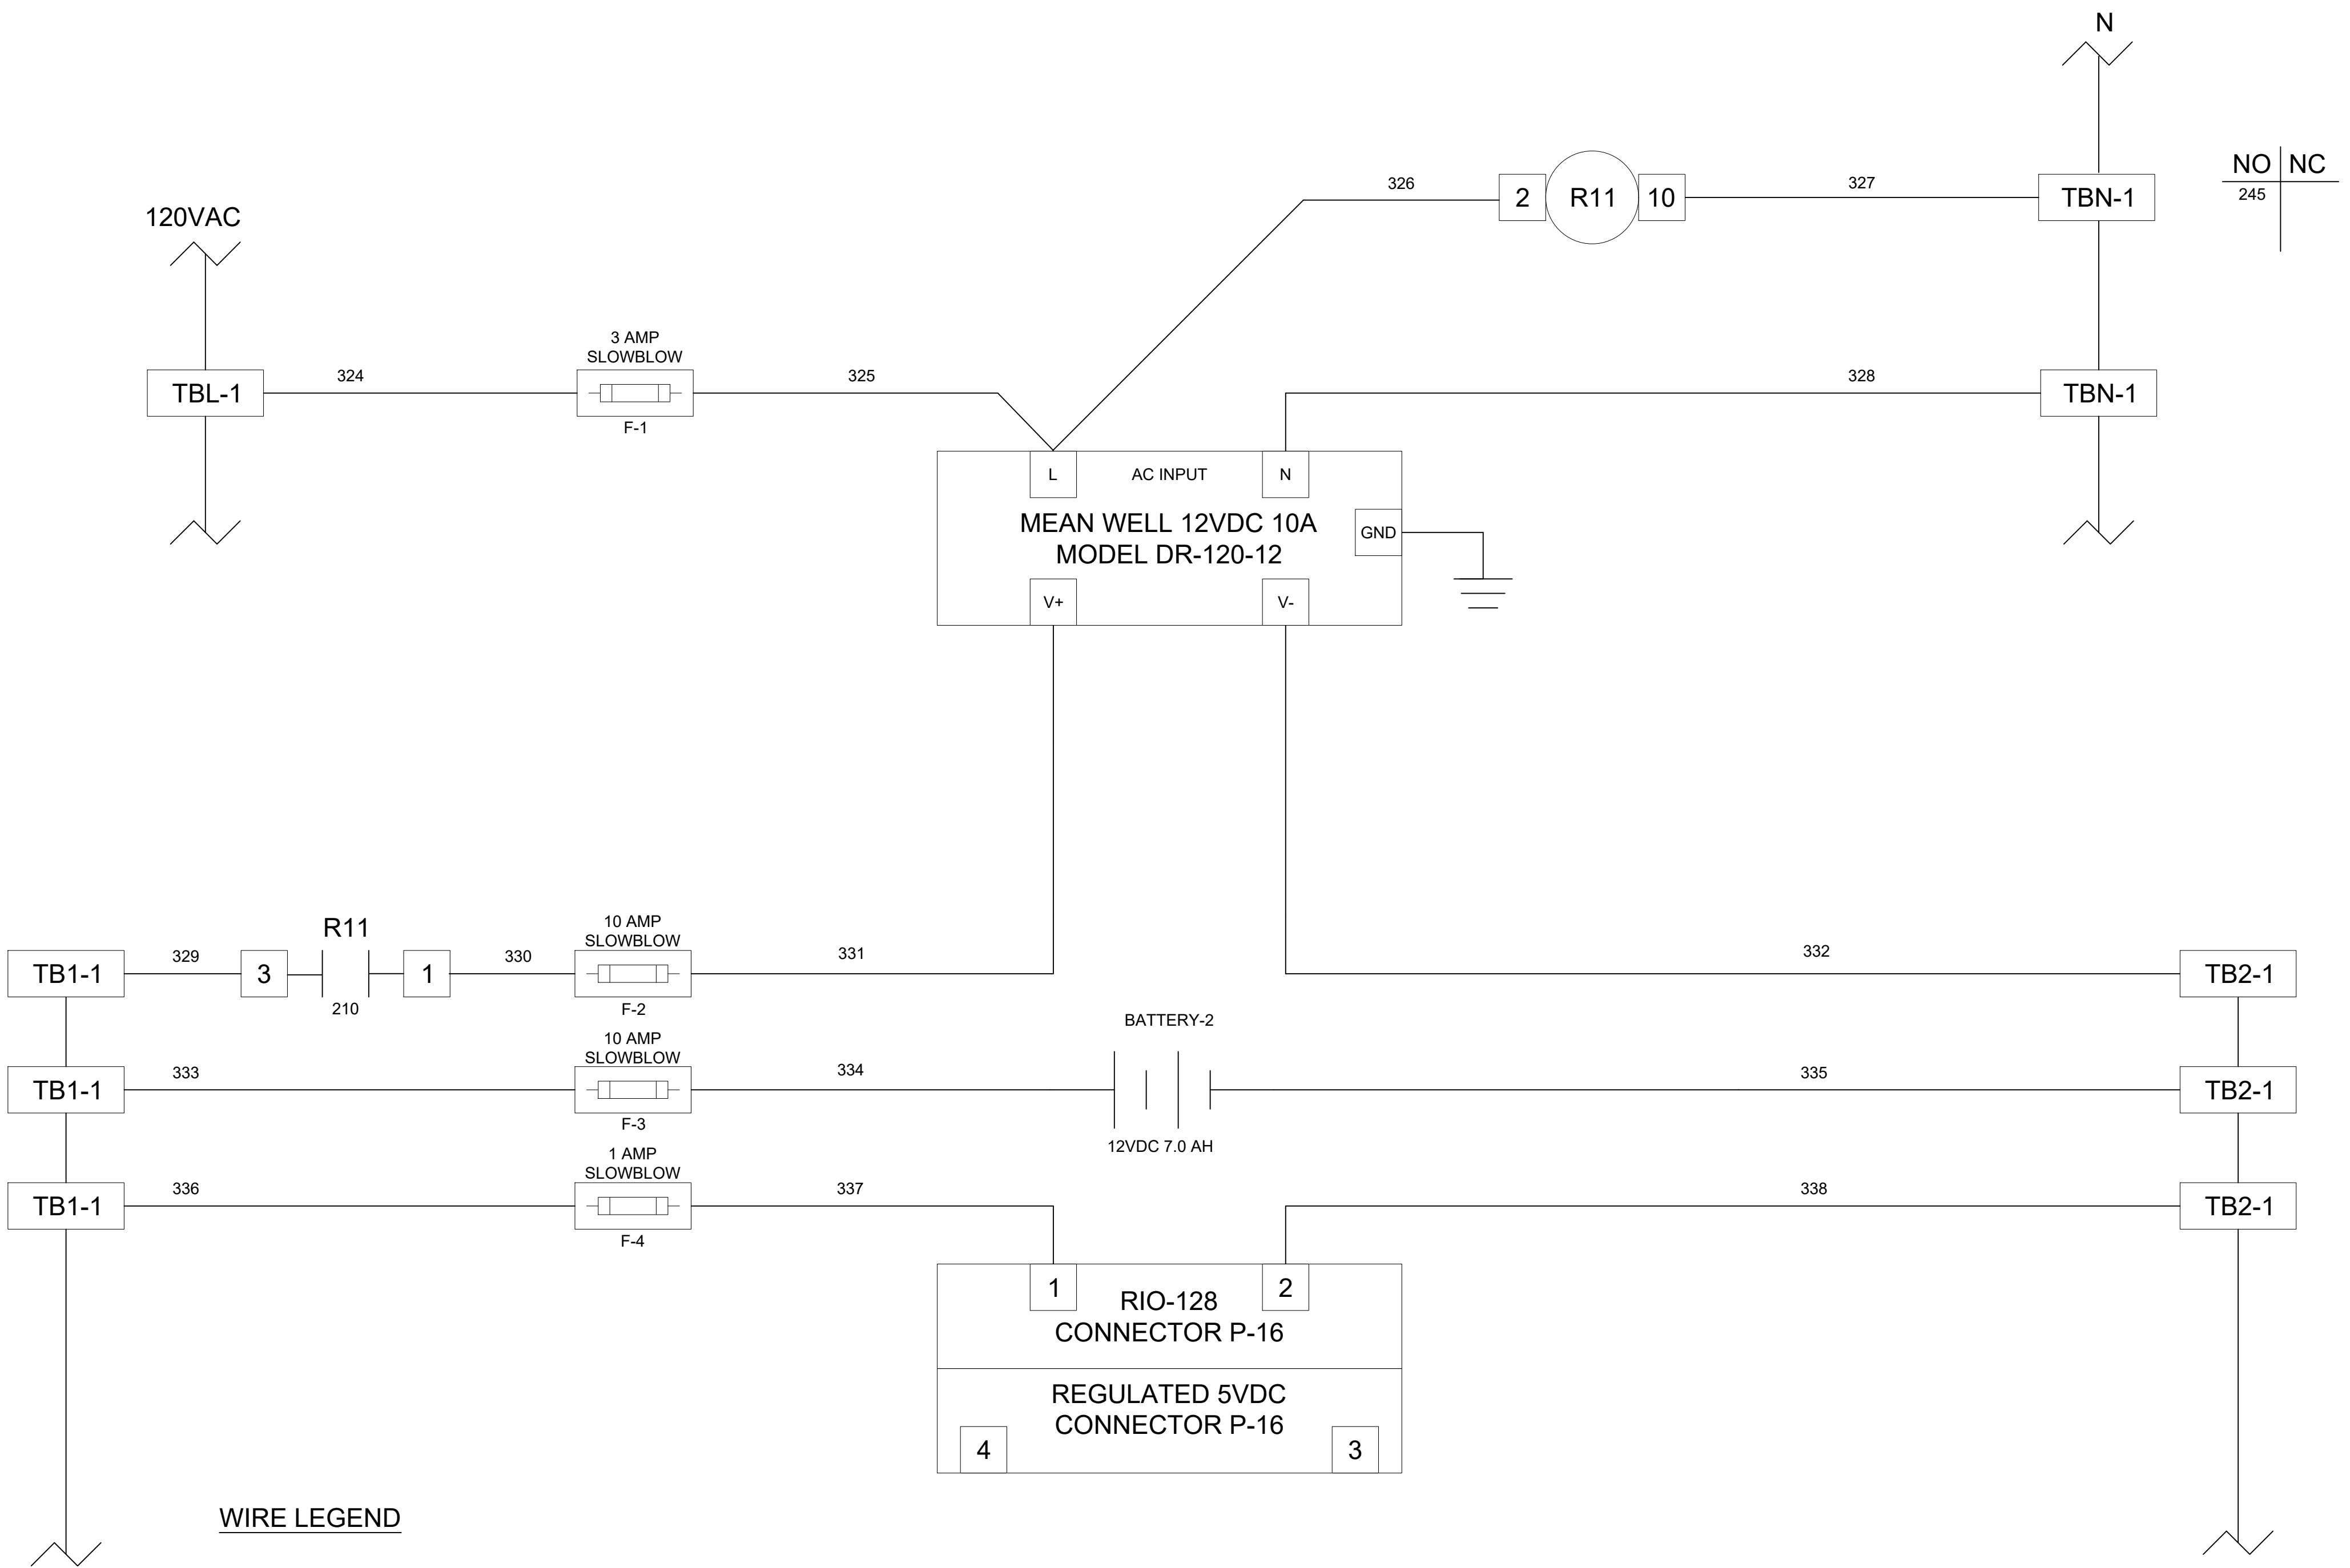 N
NO NC
245
326
2
R11
10
327
TBN-1
120VAC
3 AMP
SLOWBLOW
TBL-1
324
325
328
TBN-1
F-1
L
AC INPUT
N
MEAN WELL 12VDC 10A
MODEL DR-120-12
GND
V+
V-
R11
10 AMP
SLOWBLOW
TB1-1
329
3
1
330
331
332
TB2-1
210
F-2
BATTERY-2
10 AMP
SLOWBLOW
TB1-1
333
334
335
TB2-1
F-3
12VDC 7.0 AH
1 AMP
SLOWBLOW
TB1-1
336
337
338
TB2-1
F-4
1
2
RIO-128
CONNECTOR P-16
REGULATED 5VDC
CONNECTOR P-16
4
3
WIRE LEGEND